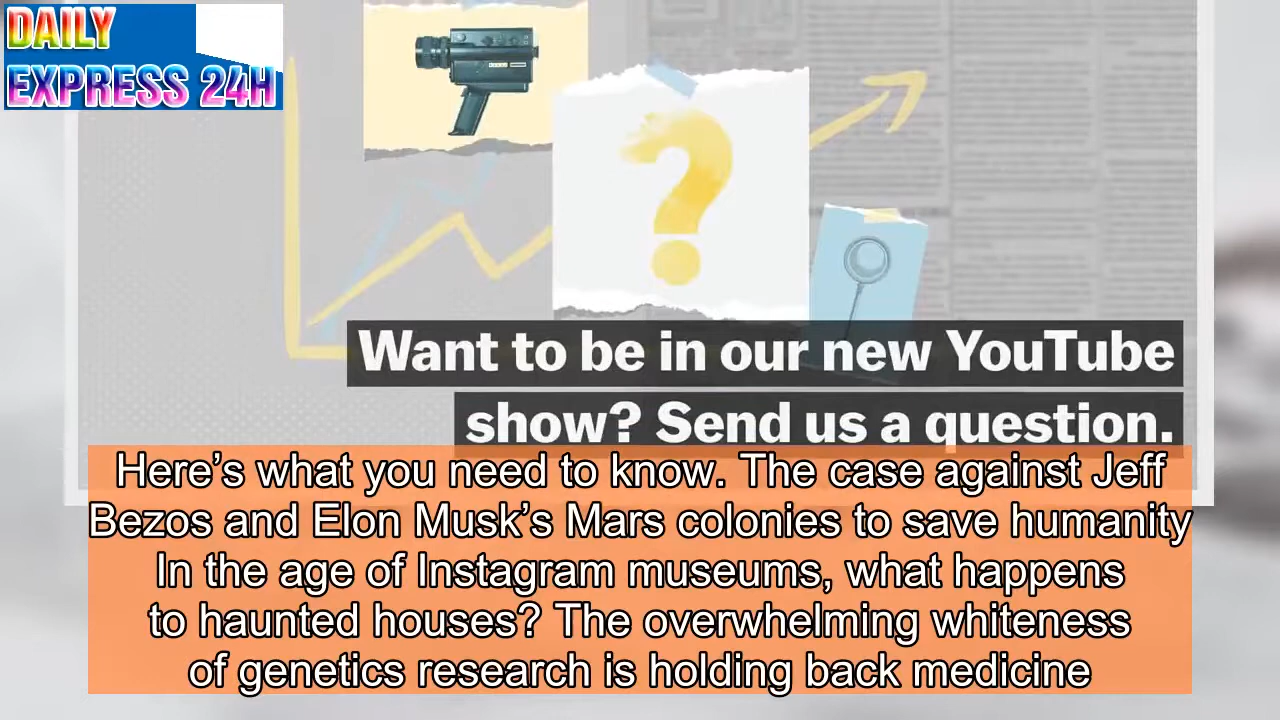 DAILY
EXPRESS 24H
Want to be in our new YouTube
show? Send us a question.
Here’s what you need to know. The case against Jeff
Bezos and Elon Musk’s Mars colonies to save humanity
In the age of Instagram museums, what happens
to haunted houses? The overwhelming whiteness
of genetics research is holding back medicine